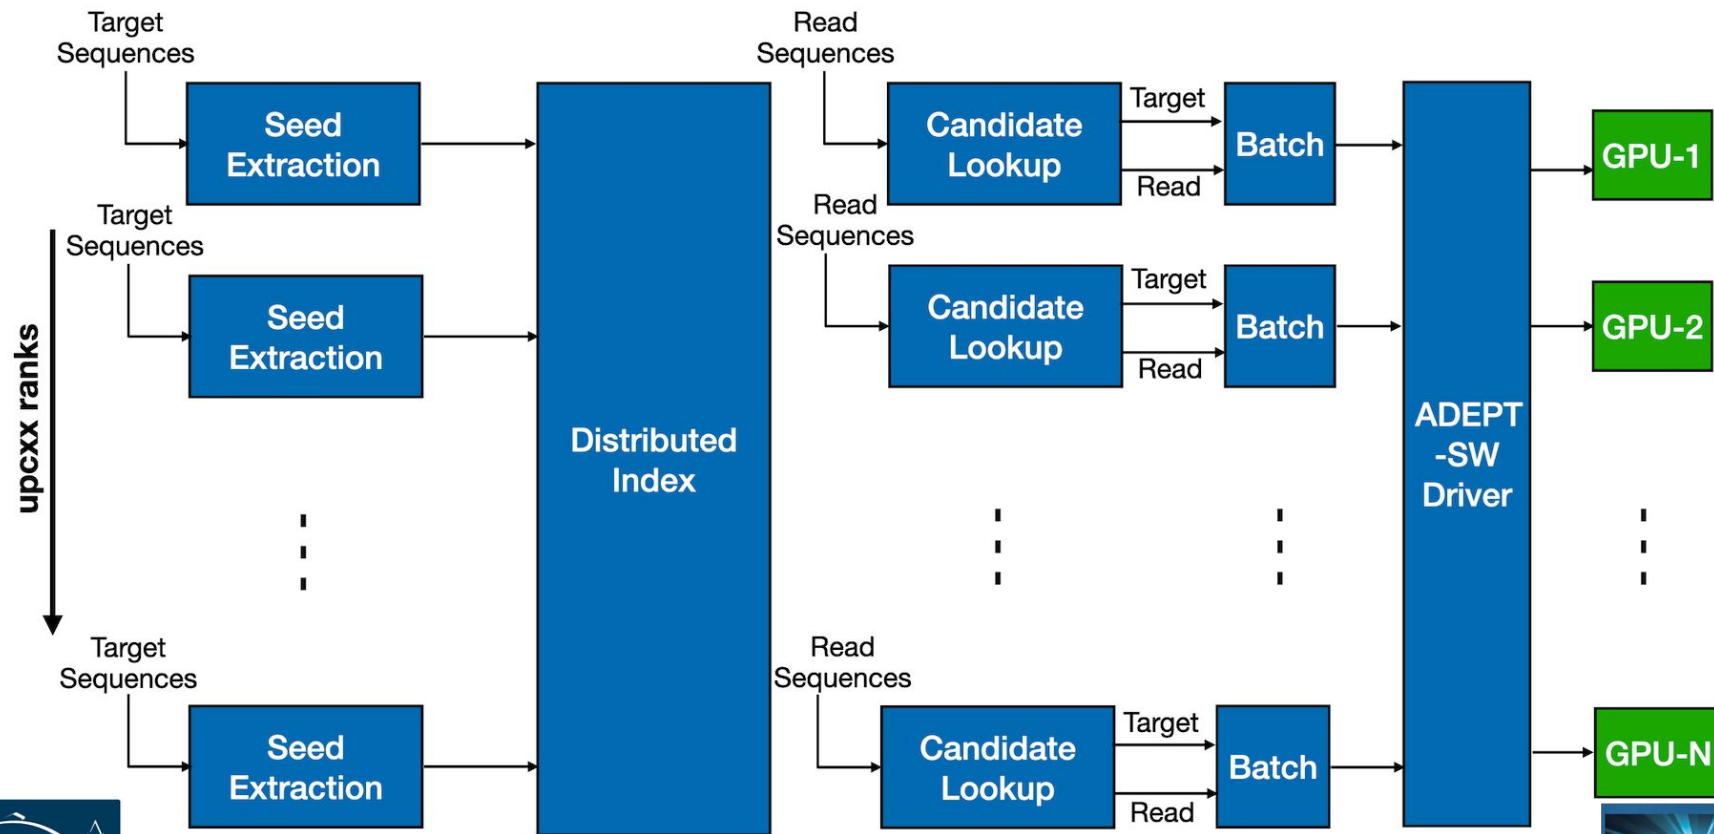 Target
Sequences
Seed
Extraction
Read
Sequences
Candidate
Lookup
Target
Read
Batch
GPU-1
Target
Sequences
Seed
Extraction
Read
Sequences
Candidate
Lookup
Target
Read
Batch
GPU-2
upcxx ranks
Distributed
Index
ADEPT
-SW
Driver
Target
Sequences
Seed
Extraction
Read
Sequences
Candidate
Lookup
Target
Read
Batch
GPU-N